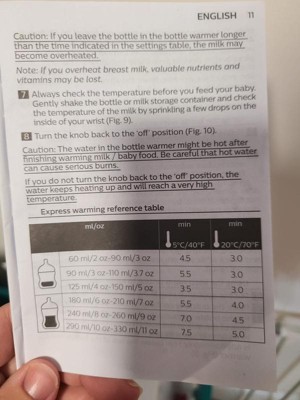 ENGLISH 11
Caution: If you leave the bottle in the bottle warmer longer
than the time indicated in the settings table, the milk may
become overheated.
Note: If you overheat breast milk, valuable nutrients and
vitamins may be lost.
7 Always check the temperature before you feed your baby.
Gently shake the bottle or milk storage container and check
the temperature of the milk by sprinkling a few drops on the
inside of your wrist (Fig. 9).
8 Turn the knob back to the 'off' position (Fig. 10).
Caution: The water in the bottle warmer might be hot after
finishing warming milk / baby food. Be careful that hot water
can cause serious burns.
If you do not turn the knob back to the 'off' position, the
water keeps heating up and will reach a very high
temperature.
Express warming reference table
ml/oz min min
5°C/40°F 20°C/70°F
60 ml/2 oz-90 ml/3 oz 4.5 3.0
90 ml/3 oz-110 ml/3.7 oz 5.5 3.0
125 ml/4 oz-150 ml/5 oz 3.5 3.0
180 ml/6 oz-210 ml/7 oz 5.5 4.0
240 ml/8 oz-260 ml/9 oz 7.0 4.5
290 ml/10 oz-330 ml/11 oz 7.5 5.0